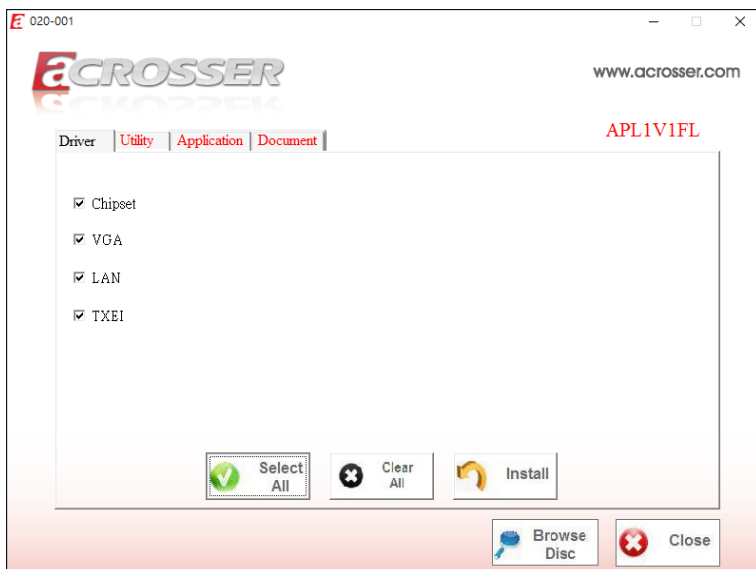 020-001
acROSSER
www.acrosser.com
APL1V1FL
Driver Utility Application Document
Chipset
VGA
LAN
TXEI
Select All
Clear All
Install
Browse Disc
Close